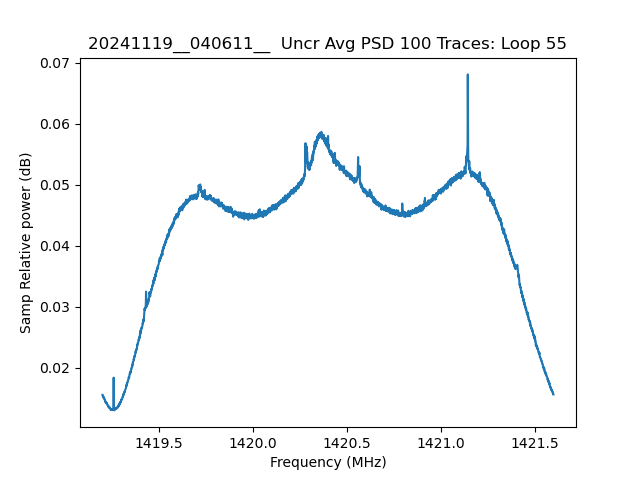 20241119__040611__  Uncr Avg PSD 100 Traces: Loop 55
0.07
0.06
0.05
0.04
0.03
0.02
Samp Relative power (dB)
1419.5 1420.0 1420.5 1421.0 1421.5
Frequency (MHz)